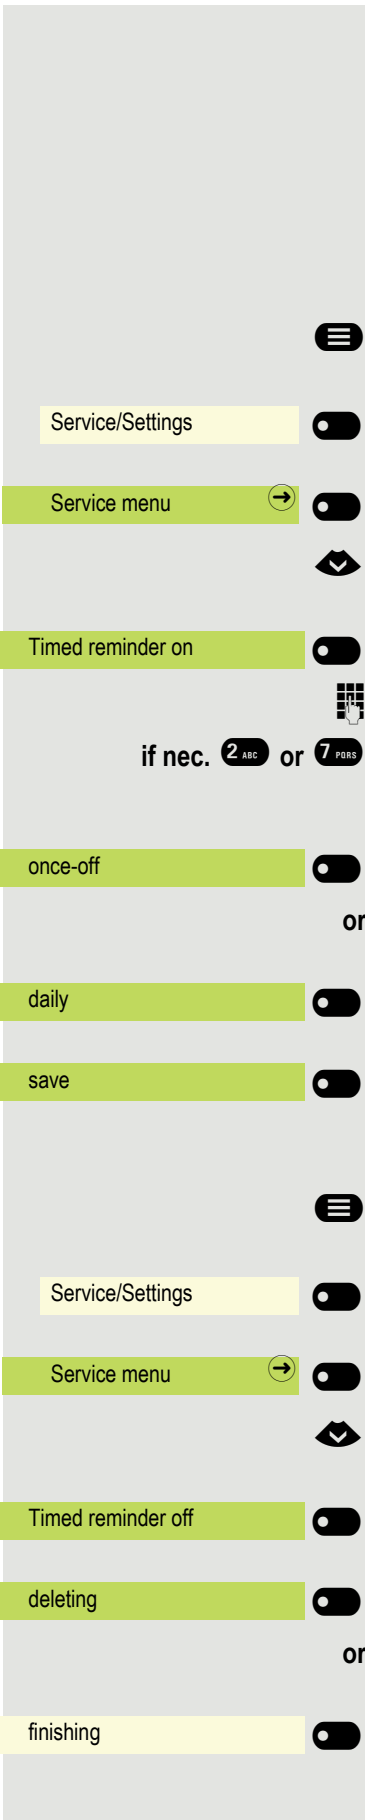 Service/Settings
Service menu
Timed reminder on
if nec. 2 ABC or 7 PQRS
once-off
or
daily
save
Service/Settings
Service menu
Timed reminder off
deleting
or
finishing